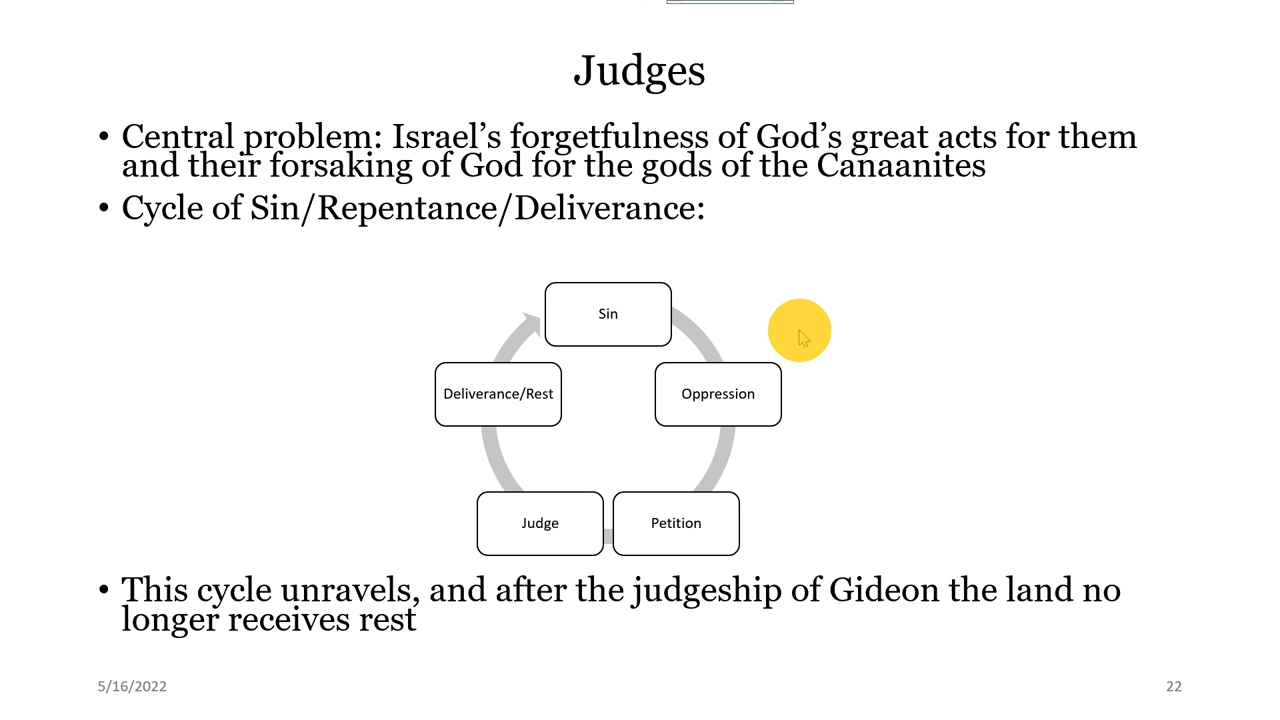 Judges
• Central problem: Israel’s forgetfulness of God’s great acts for them
and their forsaking of God for the gods of the Canaanites
• Cycle of Sin/Repentance/Deliverance:
Sin
Deliverance/Rest
Oppression
Judge
Petition
• This cycle unravels, and after the judgeship of Gideon the land no
longer receives rest
5/16/2022
22